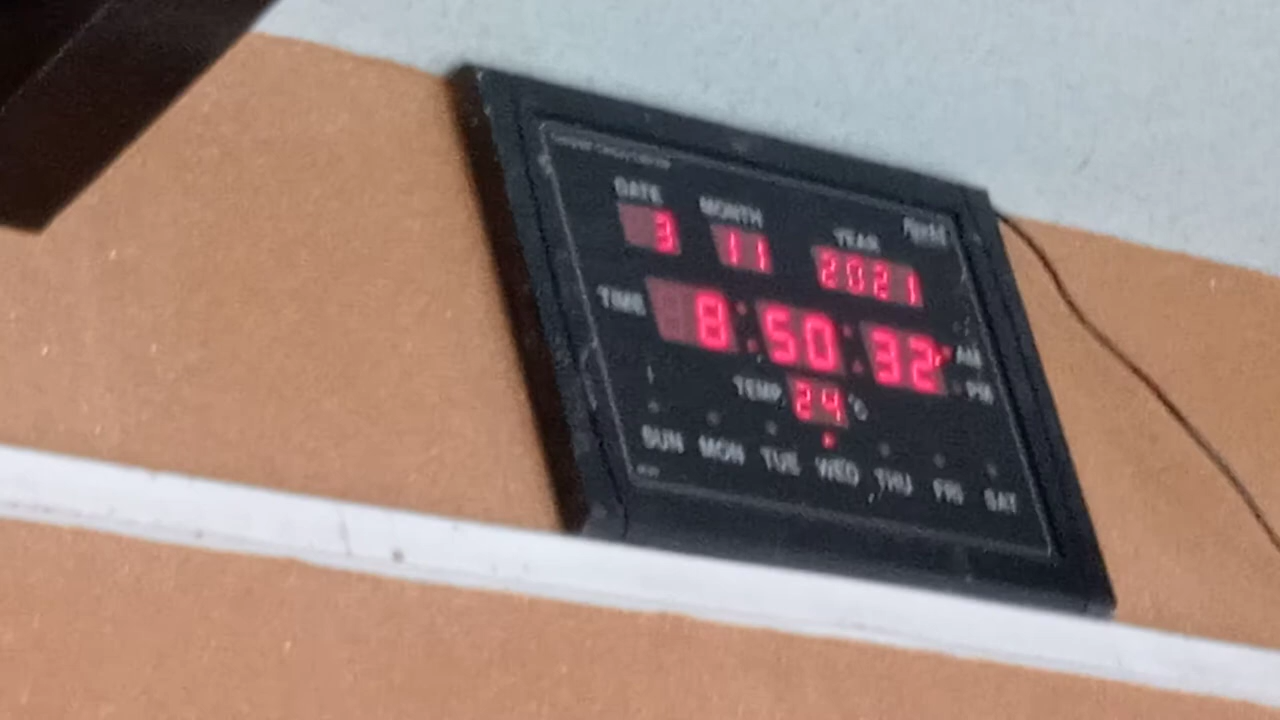 DATE MONTH YEAR
3 11 2021
TIME 8:50:32 AM
PM
TEMP. 24 °C
SUN MON TUE WED THU FRI SAT